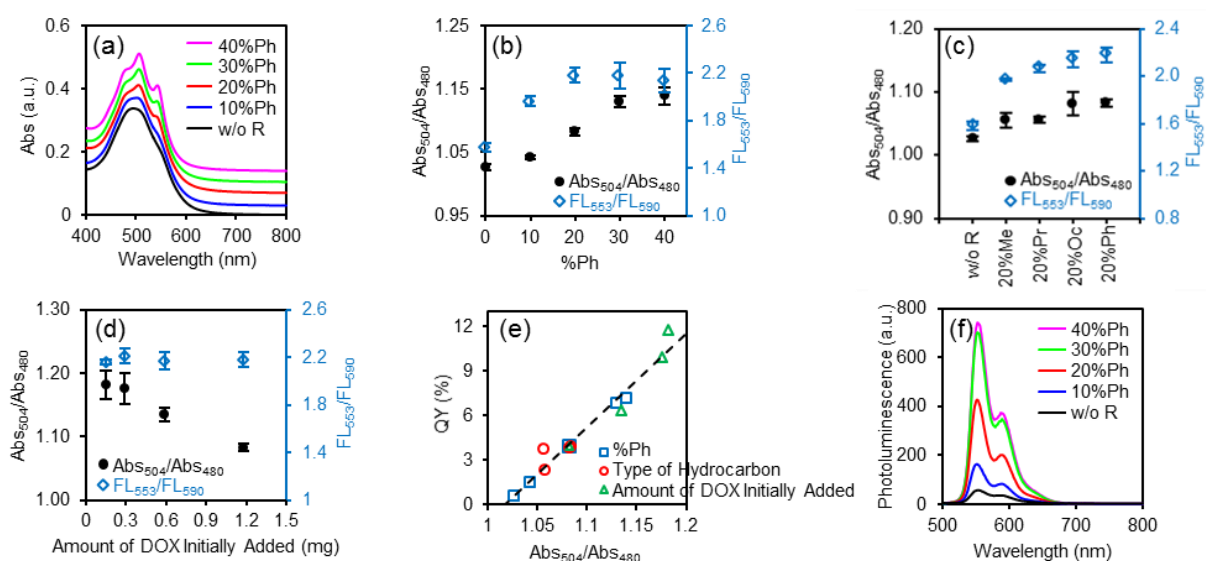 (a)
Abs (a.u.)
0.6
0.4
0.2
0
40%Ph
30%Ph
20%Ph
10%Ph
w/o R
400 500 600 700 800
Wavelength (nm)
(b)
Abs504/Abs480
1.25
1.15
1.05
0.95
FL553/FL590
2.6
2.2
1.8
1.4
1.0
Abs504/Abs480
FL553/FL590
0 10 20 30 40
%Ph
(c)
Abs504/Abs480
1.20
1.10
1.00
0.90
FL553/FL590
2.4
2.0
1.6
1.2
0.8
Abs504/Abs480
FL553/FL590
w/o R
20%Me
20%Pr
20%Oc
20%Ph
(d)
Abs504/Abs480
1.30
1.20
1.10
1.00
FL553/FL590
2.6
2.2
1.8
1.4
1
Abs504/Abs480
FL553/FL590
0 0.3 0.6 0.9 1.2 1.5
Amount of DOX Initially Added (mg)
(e)
QY (%)
12
9
6
3
0
%Ph
Type of Hydrocarbon
Amount of DOX Initially Added
1 1.05 1.1 1.15 1.2
Abs504/Abs480
(f)
Photoluminescence (a.u.)
800
600
400
200
0
40%Ph
30%Ph
20%Ph
10%Ph
w/o R
500 600 700 800
Wavelength (nm)